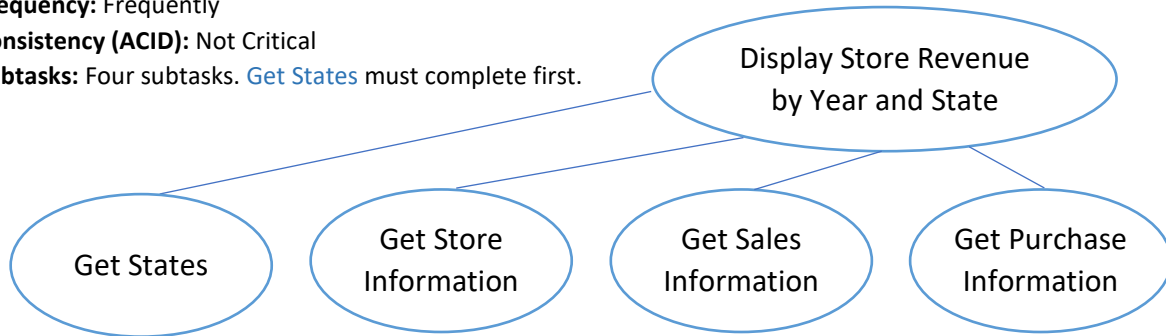 equency: Frequently
onsistency (ACID): Not Critical
btasks: Four subtasks. Get States must complete first.
Display Store Revenue
by Year and State
Get States
Get Store
Information
Get Sales
Information
Get Purchase
Information